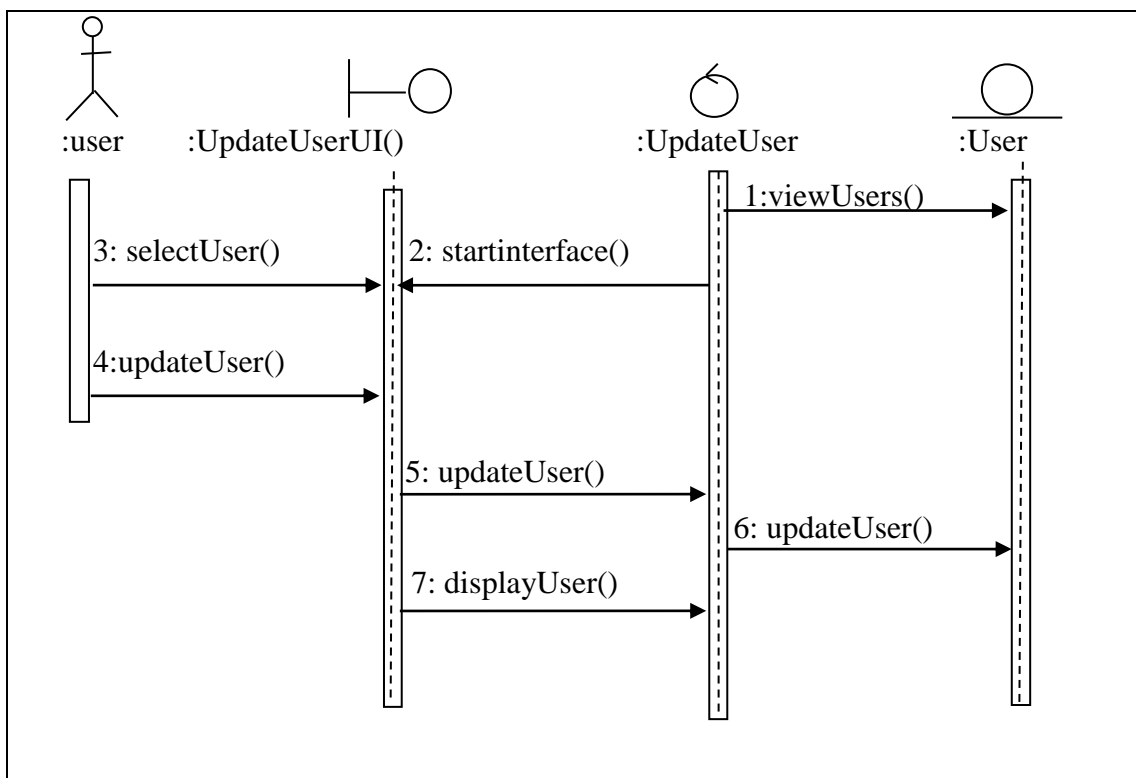 :user
:UpdateUserUI()
:UpdateUser
:User
1:viewUsers()
3: selectUser()
2: startinterface()
4:updateUser()
5: updateUser()
6: updateUser()
7: displayUser()